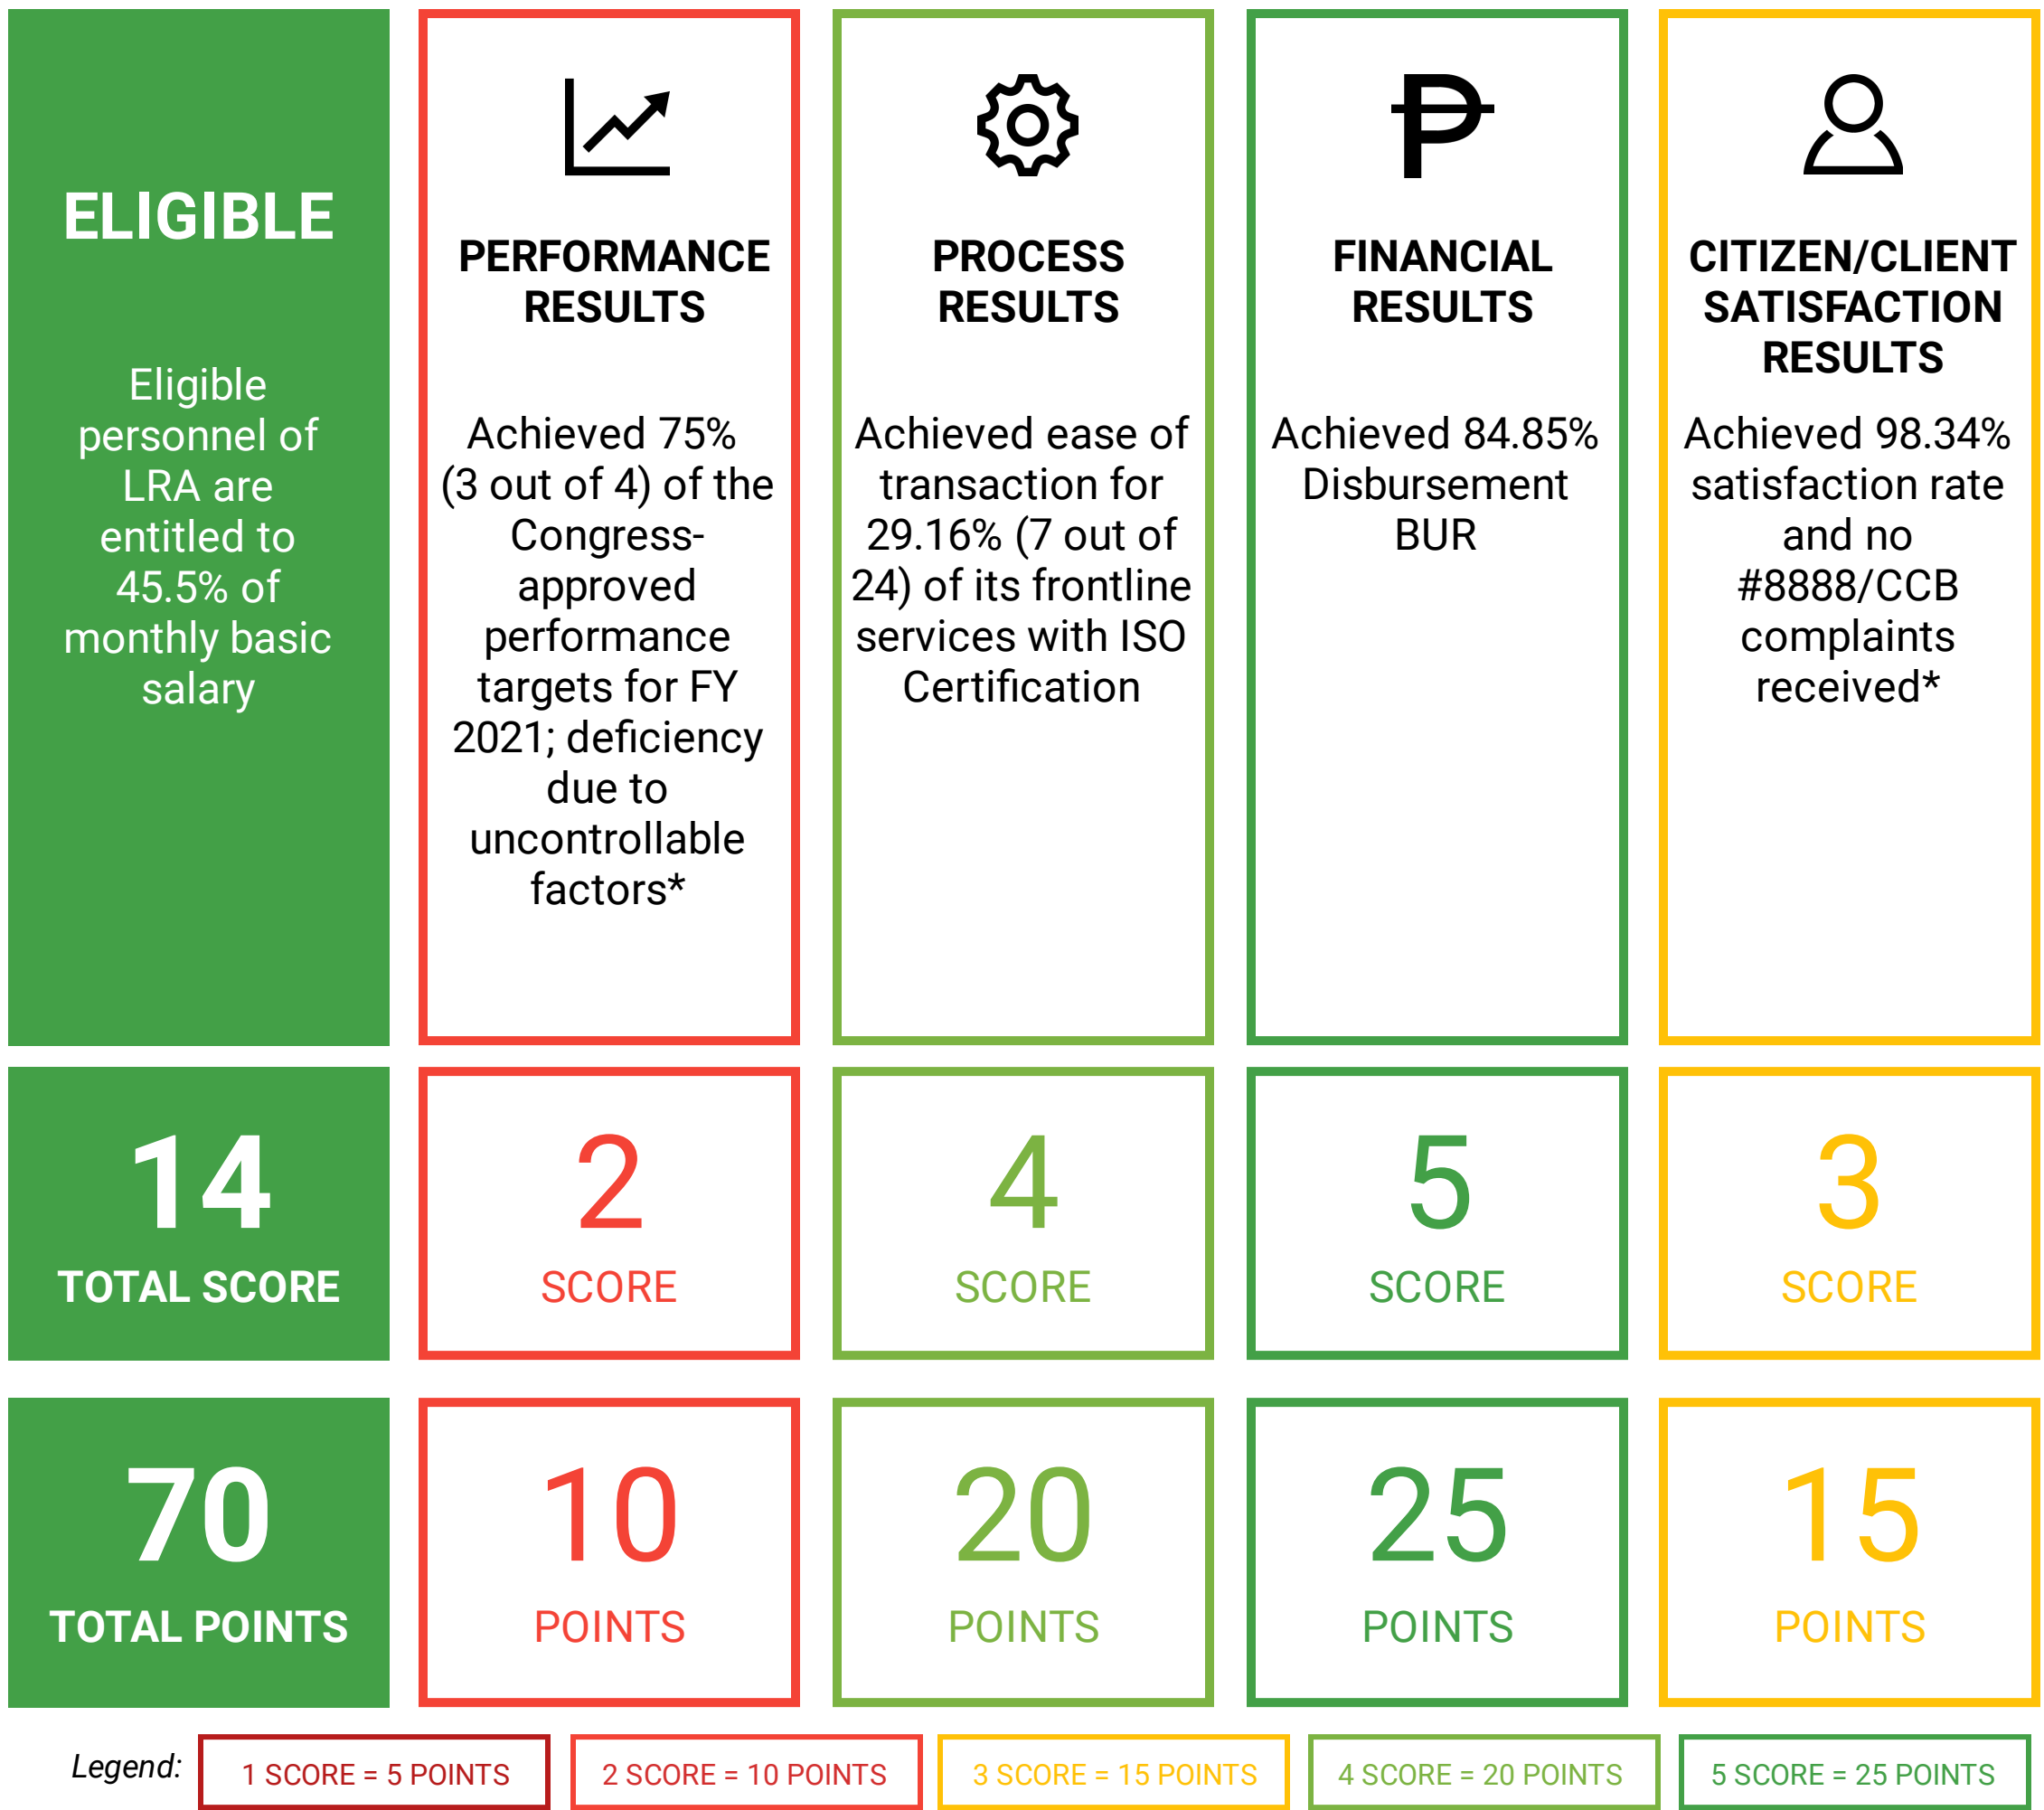 ELIGIBLE
Eligible
personnel of
LRA are
entitled to
45.5% of
monthly basic
salary
PERFORMANCE
RESULTS
Achieved 75%
(3 out of 4) of the
Congress-
approved
performance
targets for FY
2021; deficiency
due to
uncontrollable
factors*
PROCESS
RESULTS
Achieved ease of
transaction for
29.16% (7 out of
24) of its frontline
services with ISO
Certification
₱
FINANCIAL
RESULTS
Achieved 84.85%
Disbursement
BUR
CITIZEN/CLIENT
SATISFACTION
RESULTS
Achieved 98.34%
satisfaction rate
and no
#8888/CCB
complaints
received*
14
TOTAL SCORE
2
SCORE
4
SCORE
5
SCORE
3
SCORE
70
TOTAL POINTS
10
POINTS
20
POINTS
25
POINTS
15
POINTS
Legend:
1 SCORE = 5 POINTS
2 SCORE = 10 POINTS
3 SCORE = 15 POINTS
4 SCORE = 20 POINTS
5 SCORE = 25 POINTS